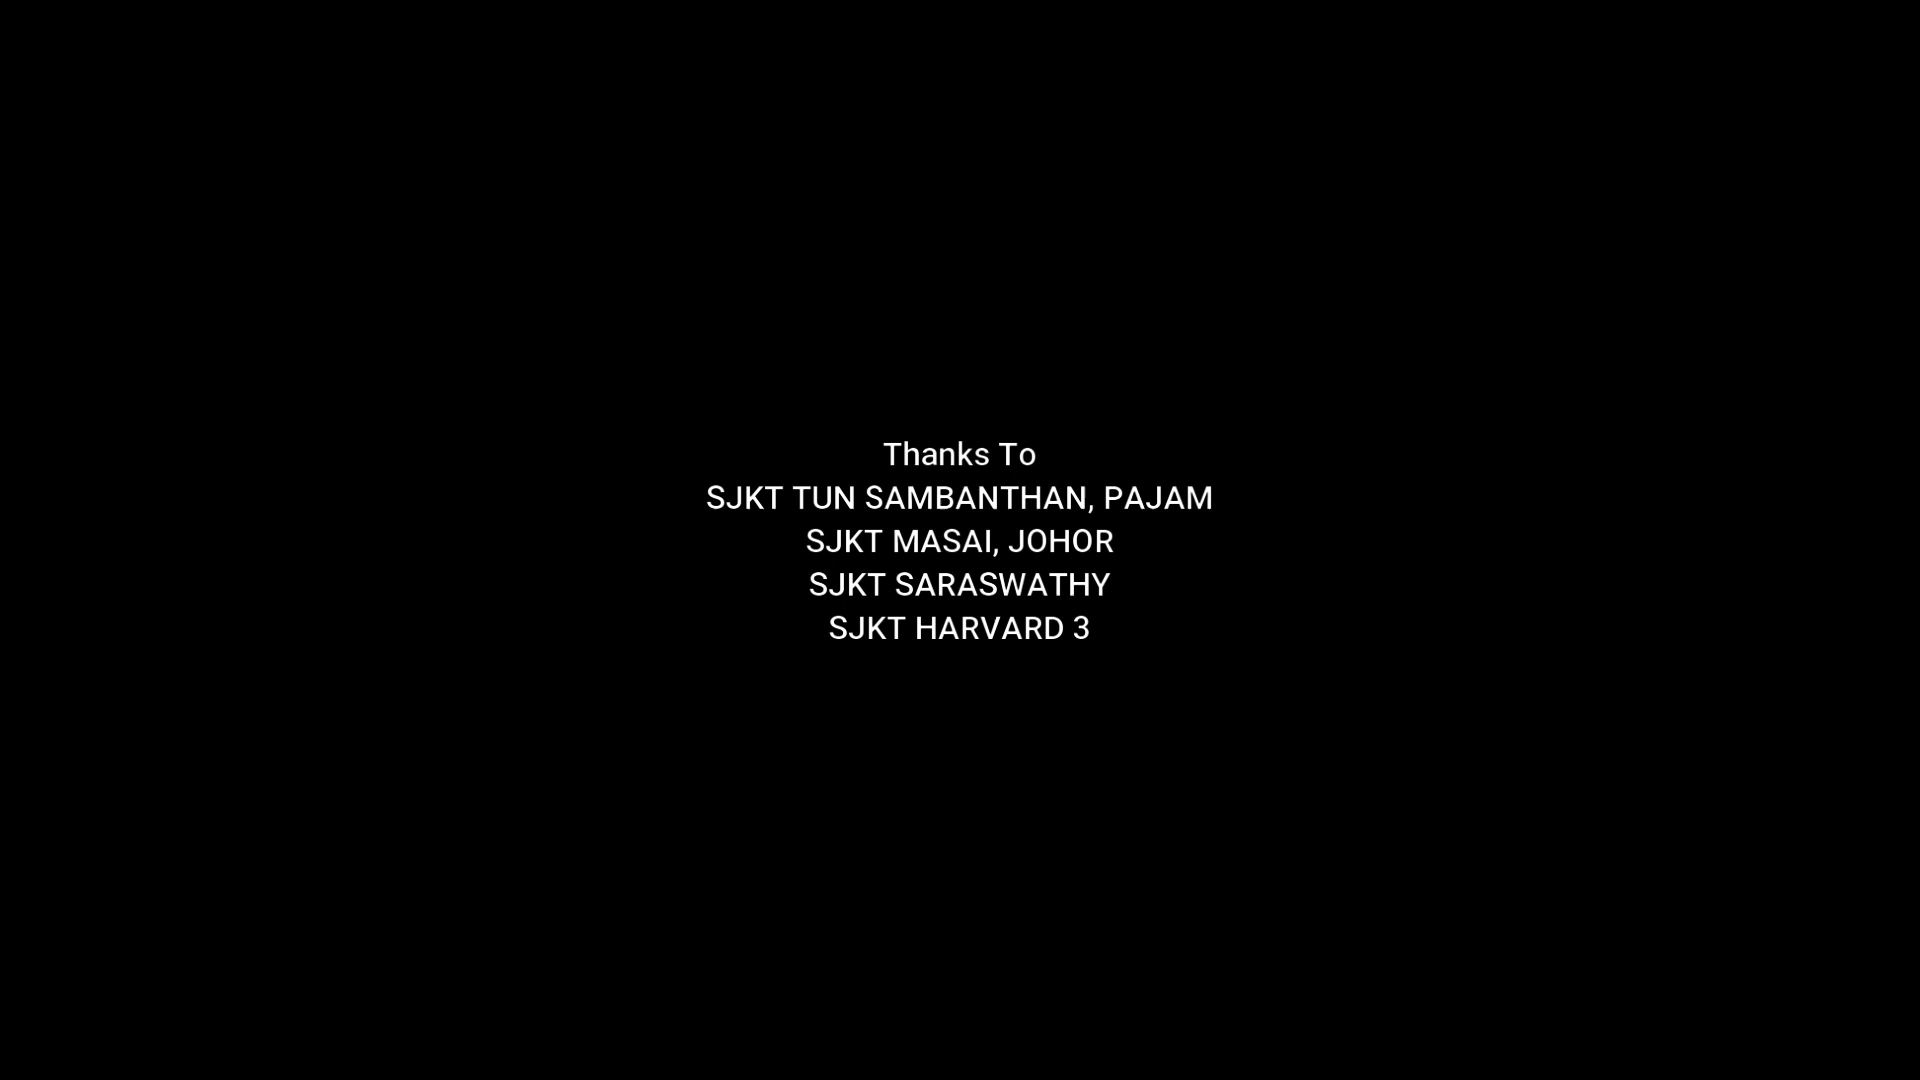 Thanks To
SJKT TUN SAMBANTHAN, PAJAM
SJKT MASAI, JOHOR
SJKT SARASWATHY
SJKT HARVARD 3